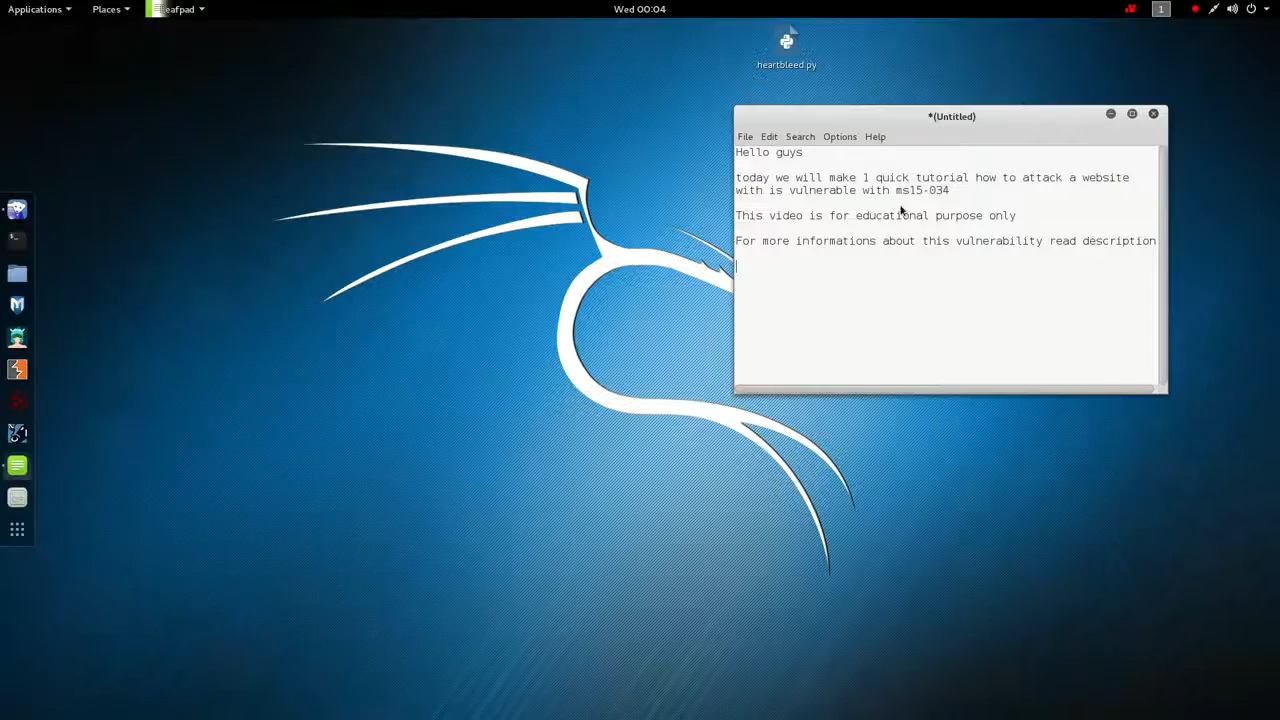 Applications Places Leafpad Wed 00:04 1
heartbleed.py
*(Untitled)
File Edit Search Options Help
Hello guys
today we will make 1 quick tutorial how to attack a website
with is vulnerable with ms15-034
This video is for educational purpose only
For more informations about this vulnerability read description